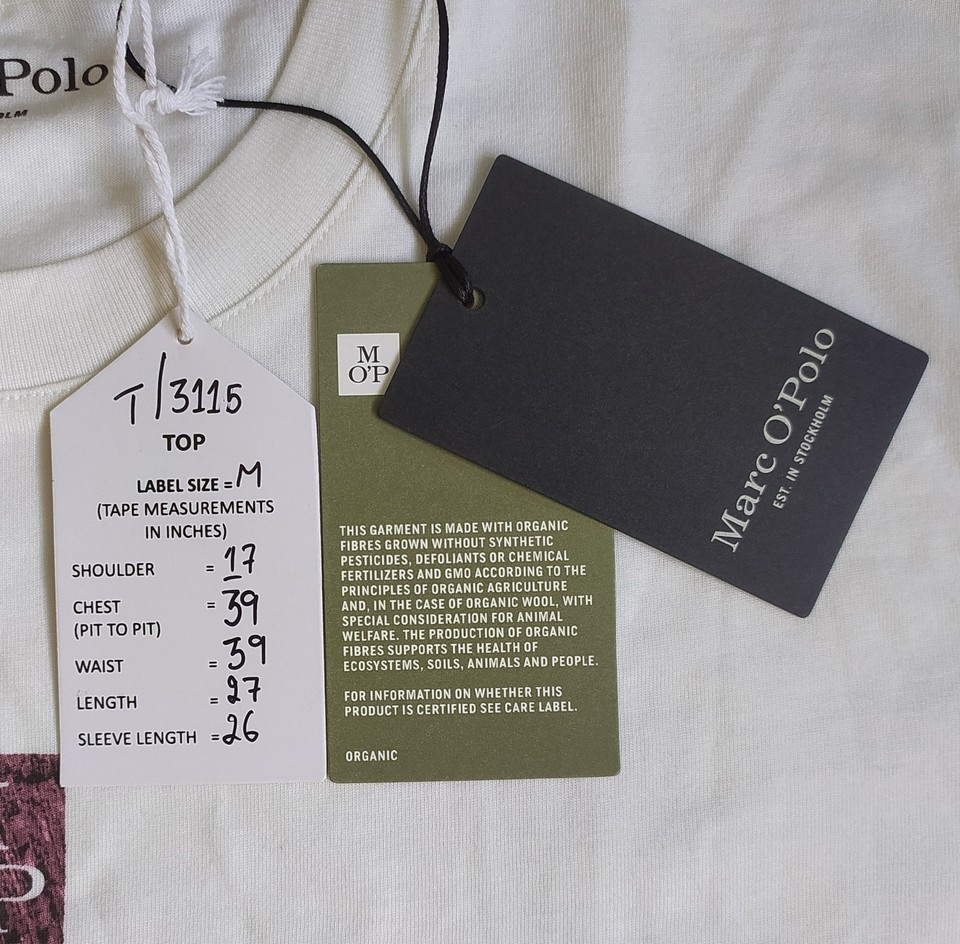 Polo
T/3115
TOP
LABEL SIZE = M
(TAPE MEASUREMENTS
IN INCHES)
SHOULDER = 17
CHEST = 39
(PIT TO PIT)
WAIST = 39
LENGTH = 27
SLEEVE LENGTH = 26
M
O'P
THIS GARMENT IS MADE WITH ORGANIC
FIBRES GROWN WITHOUT SYNTHETIC
PESTICIDES, DEFOLIANTS OR CHEMICAL
FERTILIZERS AND GMO ACCORDING TO THE
PRINCIPLES OF ORGANIC AGRICULTURE
AND, IN THE CASE OF ORGANIC WOOL, WITH
SPECIAL CONSIDERATION FOR ANIMAL
WELFARE. THE PRODUCTION OF ORGANIC
FIBRES SUPPORTS THE HEALTH OF
ECOSYSTEMS, SOILS, ANIMALS AND PEOPLE.
FOR INFORMATION ON WHETHER THIS
PRODUCT IS CERTIFIED SEE CARE LABEL.
ORGANIC
Marc O'Polo
EST. IN STOCKHOLM
P